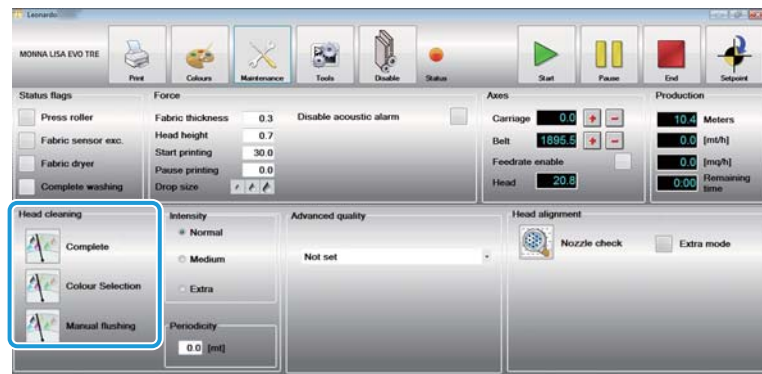 Leonardo
MONNA LISA EVO TRE
Print
Colours
Maintenance
Tools
Disable
Status
Start
Pause
End
Setpoint
Status flags
Press roller
Fabric sensor exc.
Fabric dryer
Complete washing
Force
Fabric thickness 0.3
Head height 0.7
Start printing 30.0
Pause printing 0.0
Drop size
Disable acoustic alarm
Axes
Carriage 0.0 + -
Belt 1895.5 + -
Feedrate enable
Head 20.8
Production
10.4 Meters
0.0 [mt/h]
0.0 [mq/h]
0:00 Remaining
time
Head cleaning
Complete
Colour Selection
Manual flushing
Intensity
Normal
Medium
Extra
Periodicity
0.0 [mt]
Advanced quality
Not set
Head alignment
Nozzle check
Extra mode